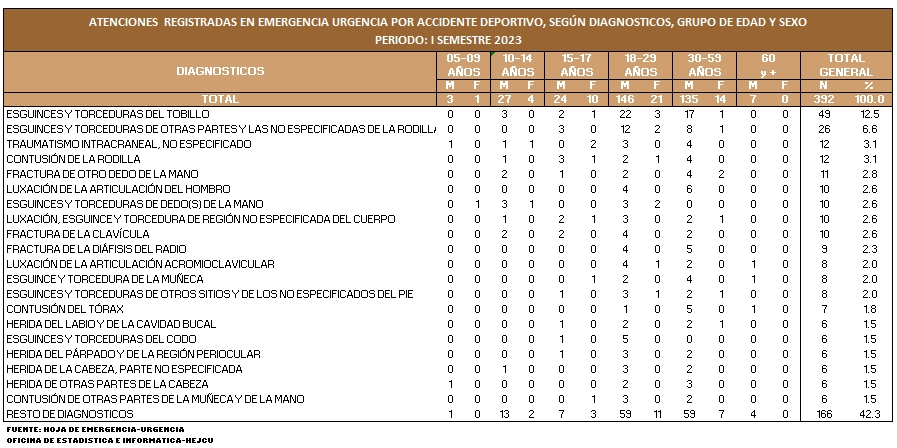 ATENCIONES REGISTRADAS EN EMERGENCIA URGENCIA POR ACCIDENTE DEPORTIVO, SEGÚN DIAGNOSTICOS, GRUPO DE EDAD Y SEXO
PERIODO: I SEMESTRE 2023
DIAGNOSTICOS 05-09 AÑOS 10-14 AÑOS 15-17 AÑOS 18-29 AÑOS 30-59 AÑOS 60 y + TOTAL GENERAL
M F M F M F M F M F M F N %
TOTAL 3 1 27 4 24 10 146 21 135 14 7 0 392 100.0
ESGUINCES Y TORCEDURAS DEL TOBILLO 0 0 3 0 2 1 22 3 17 1 0 0 49 12.5
ESGUINCES Y TORCEDURAS DE OTRAS PARTES Y LAS NO ESPECIFICADAS DE LA RODILLA 0 0 0 0 3 0 12 2 8 1 0 0 26 6.6
TRAUMATISMO INTRACRANEAL, NO ESPECIFICADO 1 0 1 1 0 2 3 0 4 0 0 0 12 3.1
CONTUSIÓN DE LA RODILLA 0 0 1 0 3 1 2 1 4 0 0 0 12 3.1
FRACTURA DE OTRO DEDO DE LA MANO 0 0 2 0 1 0 2 0 4 2 0 0 11 2.8
LUXACIÓN DE LA ARTICULACIÓN DEL HOMBRO 0 0 0 0 0 0 4 0 6 0 0 0 10 2.6
ESGUINCES Y TORCEDURAS DE DEDO(S) DE LA MANO 0 1 3 1 0 0 3 2 0 0 0 0 10 2.6
LUXACIÓN, ESGUINCE Y TORCEDURA DE REGIÓN NO ESPECIFICADA DEL CUERPO 0 0 1 0 2 1 3 0 2 1 0 0 10 2.6
FRACTURA DE LA CLAVÍCULA 0 0 2 0 2 0 4 0 2 0 0 0 10 2.6
FRACTURA DE LA DIÁFISIS DEL RADIO 0 0 0 0 0 0 4 0 5 0 0 0 9 2.3
LUXACIÓN DE LA ARTICULACIÓN ACROMIOCLAVICULAR 0 0 0 0 0 0 4 1 2 0 1 0 8 2.0
ESGUINCE Y TORCEDURA DE LA MUÑECA 0 0 0 0 0 1 2 0 4 0 1 0 8 2.0
ESGUINCES Y TORCEDURAS DE OTROS SITIOS Y DE LOS NO ESPECIFICADOS DEL PIE 0 0 0 0 1 0 3 1 2 1 0 0 8 2.0
CONTUSIÓN DEL TÓRAX 0 0 0 0 0 0 1 0 5 0 1 0 7 1.8
HERIDA DEL LABIO Y DE LA CAVIDAD BUCAL 0 0 0 0 1 0 2 0 2 1 0 0 6 1.5
ESGUINCES Y TORCEDURAS DEL CODO 0 0 0 0 1 0 5 0 0 0 0 0 6 1.5
HERIDA DEL PÁRPADO Y DE LA REGIÓN PERIOCULAR 0 0 0 0 1 0 3 0 2 0 0 0 6 1.5
HERIDA DE LA CABEZA, PARTE NO ESPECIFICADA 0 0 1 0 0 0 3 0 2 0 0 0 6 1.5
HERIDA DE OTRAS PARTES DE LA CABEZA 1 0 0 0 0 0 2 0 3 0 0 0 6 1.5
CONTUSIÓN DE OTRAS PARTES DE LA MUÑECA Y DE LA MANO 0 0 0 0 0 1 3 0 2 0 0 0 6 1.5
RESTO DE DIAGNOSTICOS 1 0 13 2 7 3 59 11 59 7 4 0 166 42.3
FUENTE: HOJA DE EMERGENCIA-URGENCIA
OFICINA DE ESTADISTICA E INFORMATICA-HEJCU